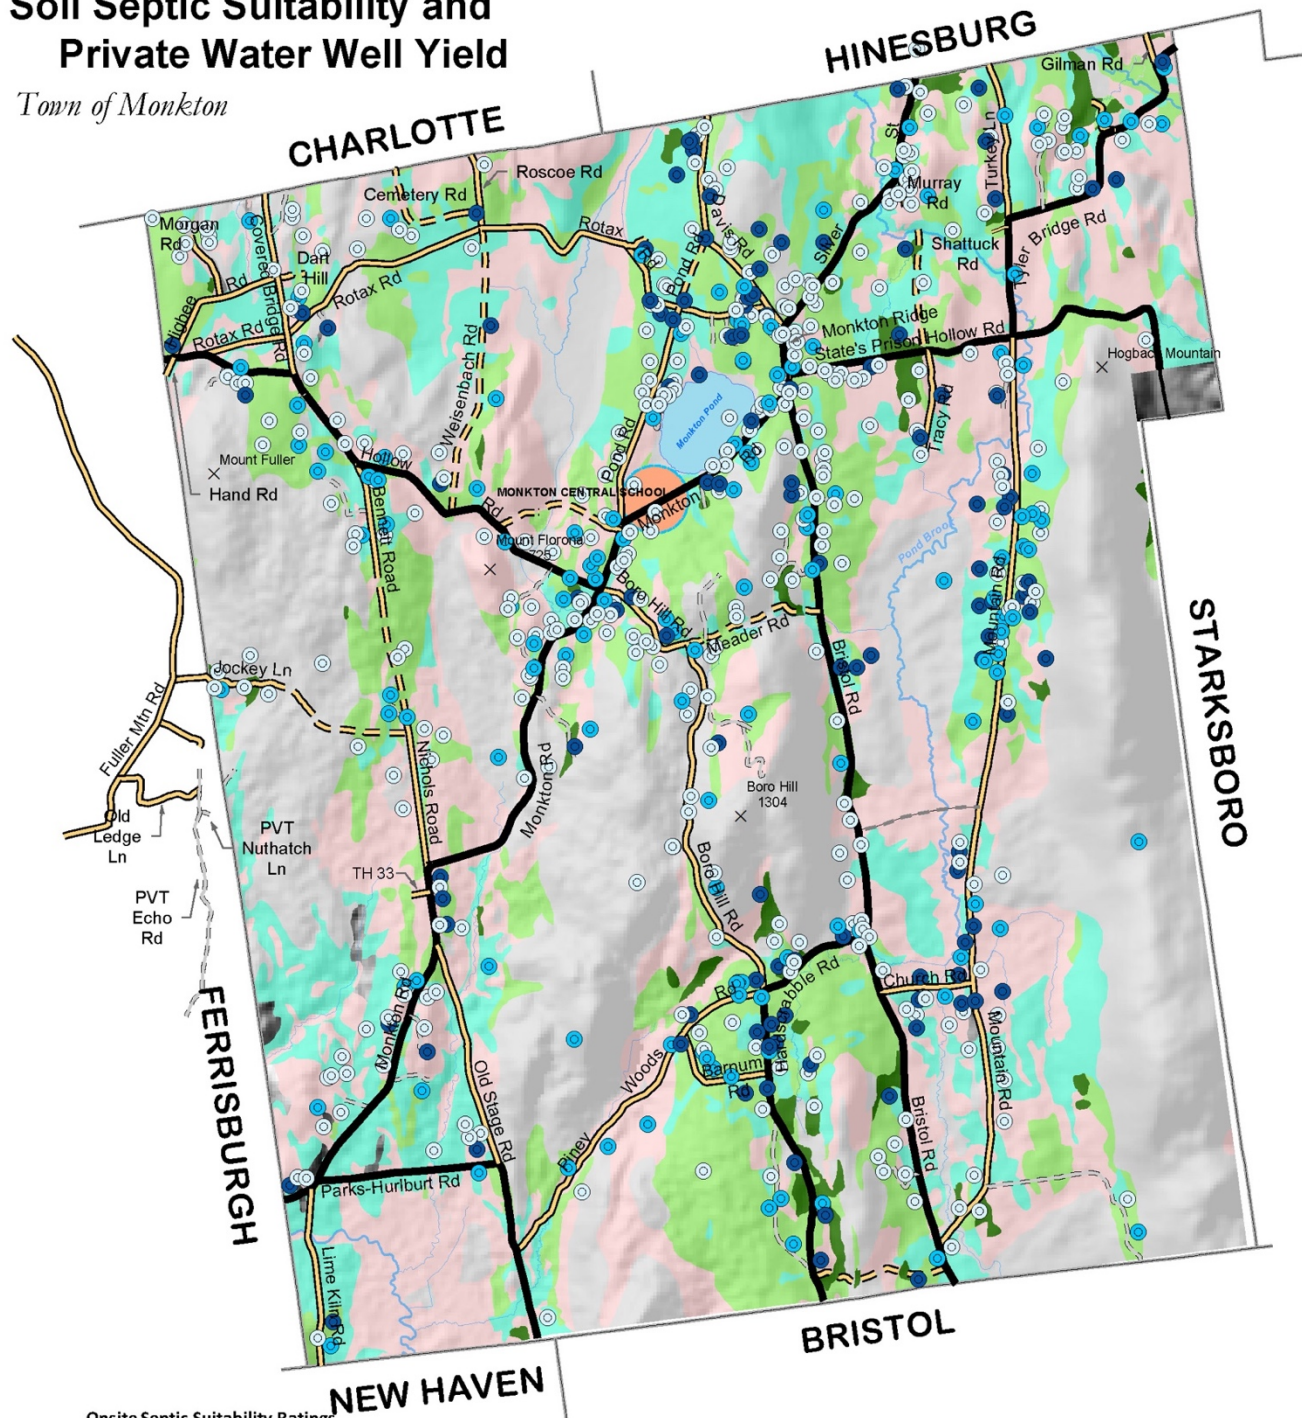 Soil Septic Suitability and
Private Water Well Yield
Town of Monkton
HINESBURG
Gilman Rd
CHARLOTTE
Roscoe Rd
Cemetery Rd
St
Turkey Ln
Murray
Rd
Morgan
Rd
Covered Bridge Rd
Dart
Hill
Rd
Rotax
Rd
Davis Rd
Pond Rd
Silver
Shattuck
Rd
Bridge Rd
Tyler
Higbee
Rotax Rd
Rotax Rd
Monkton Ridge
State's Prison Hollow Rd
Hogback Mountain
Weisenbach Rd
Monkton Pond
Tracy Rd
Pond Rd
Rd
Mount Fuller
Hollow
Hand Rd
MONKTON CENTRAL SCHOOL
Rd
Monkton
Bennett Road
Mount Florona
725
Pond Brook
Boro Hill Rd
Mountain Rd
Meader Rd
STARKSBORO
Jockey Ln
Bristol Rd
Fuller Mtn Rd
Nichols Road
Monkton Rd
Boro Hill
1304
Old
Ledge
Ln
PVT
Nuthatch
Ln
TH 33
Boro Hill Rd
PVT
Echo
Rd
Church Rd
Hardscrabble Rd
Rd
FERRISBURGH
Monkton Rd
Mountain Rd
Woods
Barnum
Rd
Old Stage Rd
Bristol Rd
Piney
Parks-Hurlburt Rd
Lime Kiln Rd
BRISTOL
NEW HAVEN
Onsite Septic Suitability Ratings